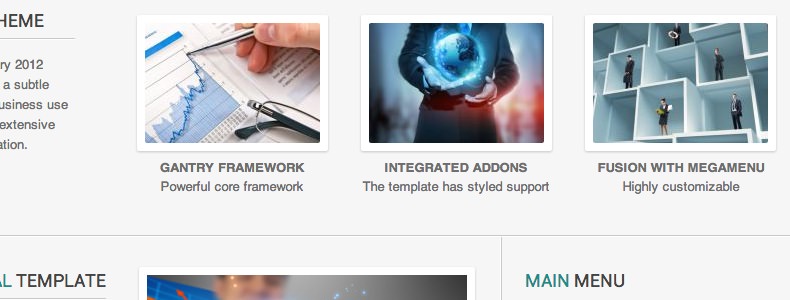 HEME
ry 2012
a subtle
usiness use
extensive
ation.
GANTRY FRAMEWORK
Powerful core framework
INTEGRATED ADDONS
The template has styled support
FUSION WITH MEGAMENU
Highly customizable
AL TEMPLATE
MAIN MENU